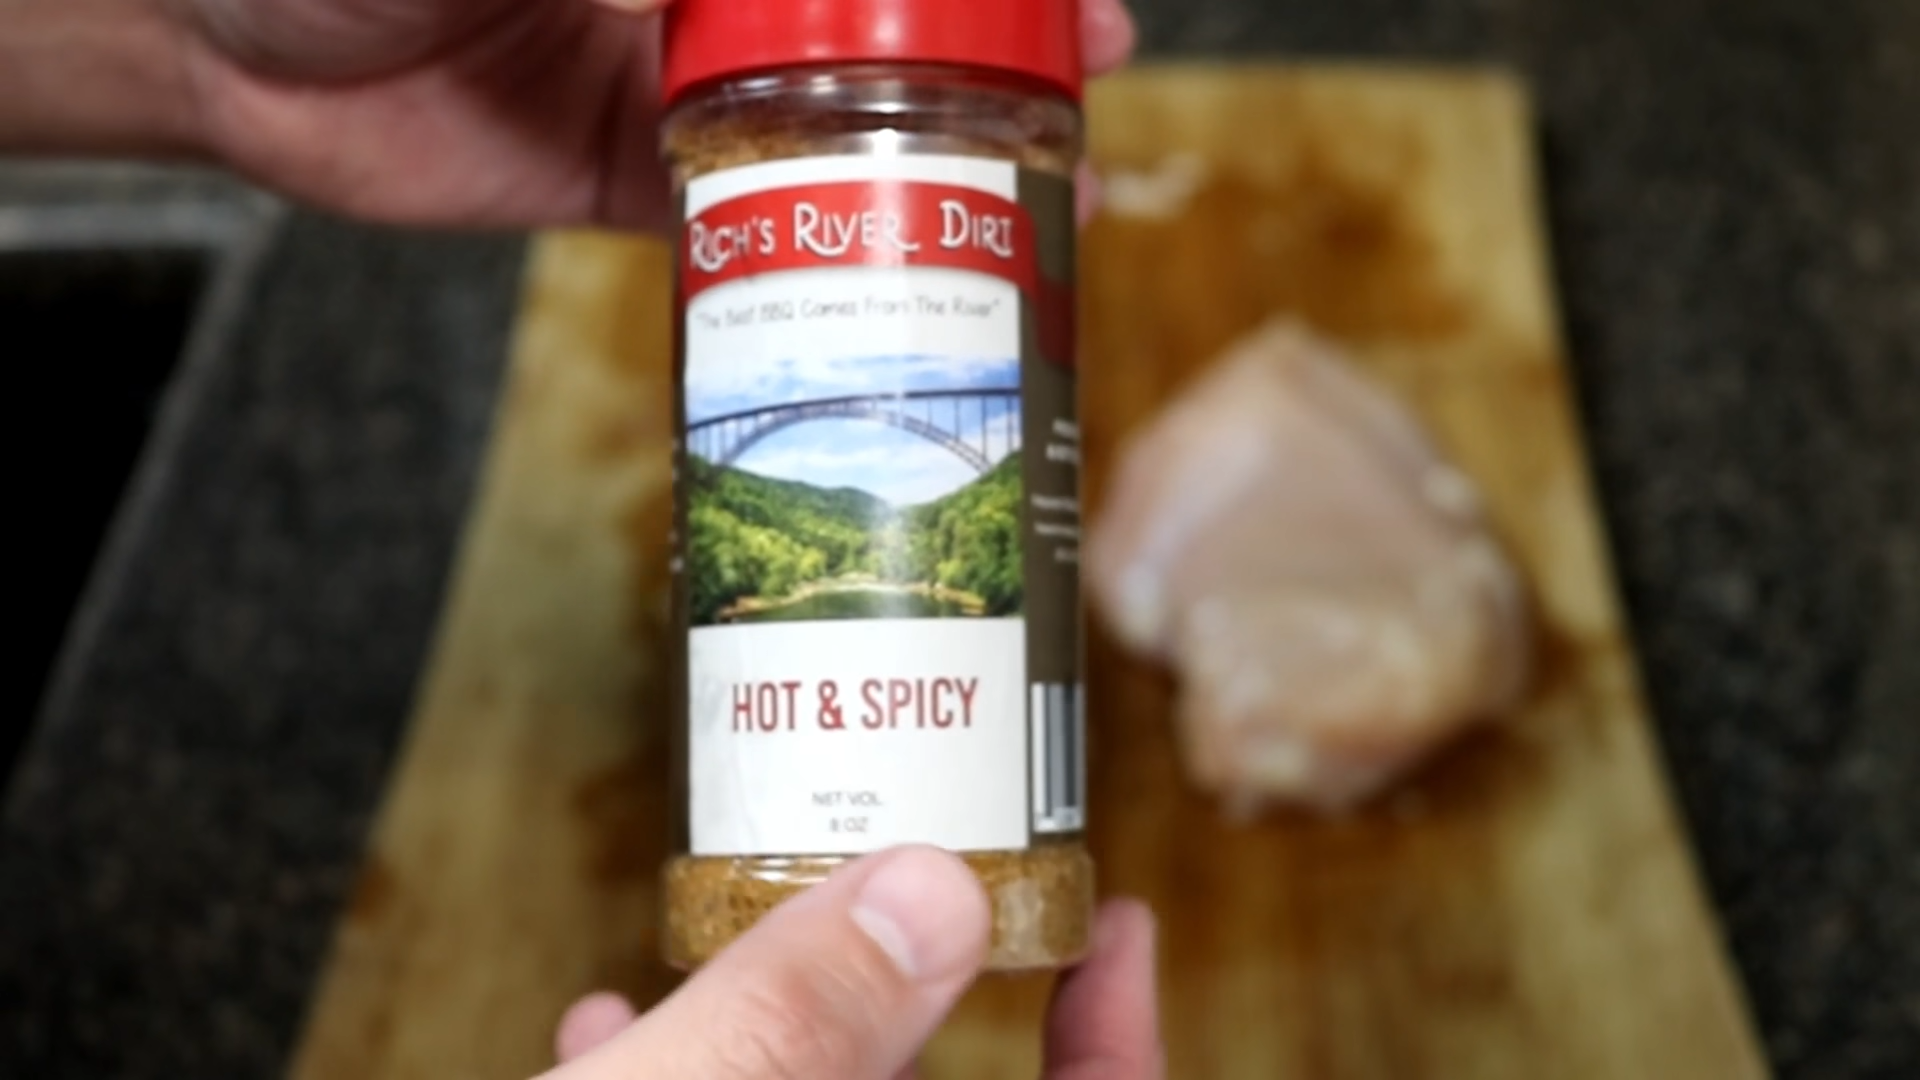 RICH'S RIVER DIRT
"The Best BBQ Comes From The River"
HOT & SPICY
NET VOL.
8 OZ